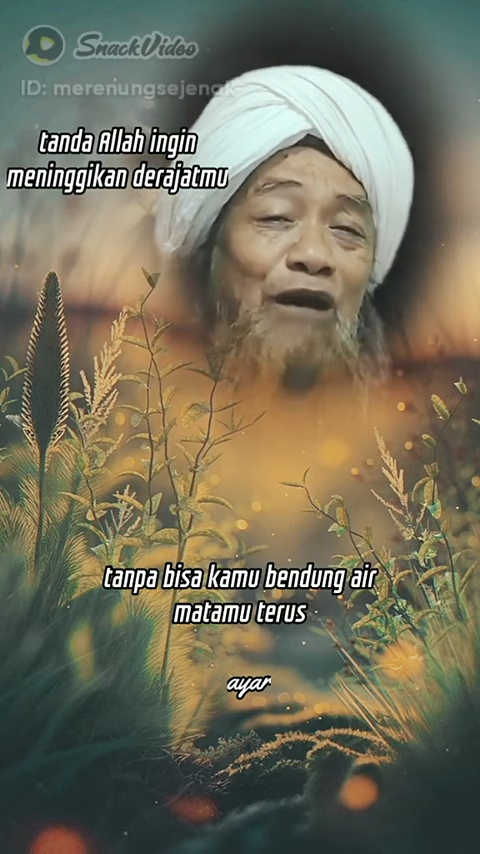 SnackVideo
ID: merenungsejenak
tanda Allah ingin
meninggikan derajatmu
tanpa bisa kamu bendung air
matamu terus
ayar